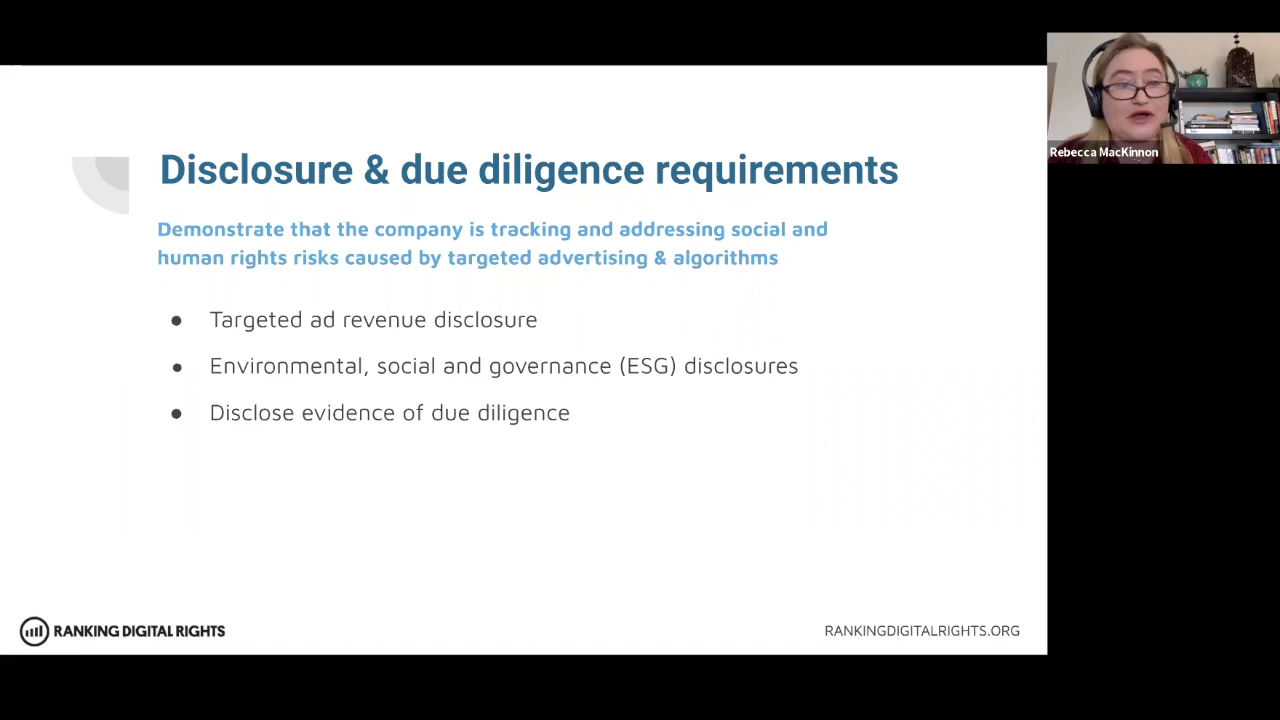 Disclosure & due diligence requirements
Demonstrate that the company is tracking and addressing social and
human rights risks caused by targeted advertising & algorithms
● Targeted ad revenue disclosure
● Environmental, social and governance (ESG) disclosures
● Disclose evidence of due diligence
RANKING DIGITAL RIGHTS
RANKINGDIGITALRIGHTS.ORG
Rebecca MacKinnon